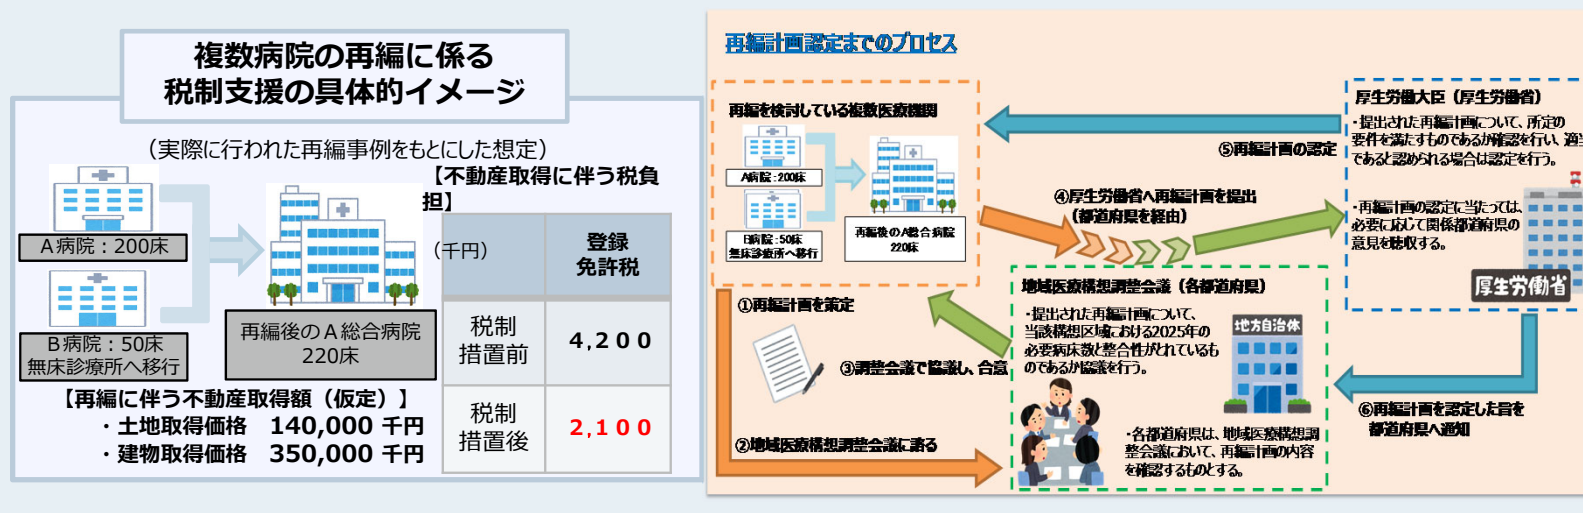 複数病院の再編に係る
税制支援の具体的イメージ
（実際に行われた再編事例をもとにした想定）
Ａ病院：200床
Ｂ病院：50床
無床診療所へ移行
再編後のＡ総合病院
220床
【再編に伴う不動産取得額（仮定）】
・土地取得価格　140,000 千円
・建物取得価格　350,000 千円
【不動産取得に伴う税負
担】
（千円）
登録
免許税
税制
措置前
4,200
税制
措置後
2,100
再編計画認定までのプロセス
再編を検討している複数医療機関
A病院：200床
B病院：50床
無床診療所へ移行
再編後のA総合病院
220床
①再編計画を策定
②地域医療構想調整会議に諮る
③調整会議で協議し、合意
④厚生労働省へ再編計画を提出
（都道府県を経由）
⑤再編計画の認定
地域医療構想調整会議（各都道府県）
・提出された再編計画について、
当該構想区域における2025年の
必要病床数と整合性がとれているも
のであるか協議を行う。
地方自治体
・各都道府県は、地域医療構想調
整会議において、再編計画の内容
を確認するものとする。
厚生労働大臣（厚生労働省）
・提出された再編計画について、所定の
要件を満たすものであるか確認を行い、適当
であると認められる場合は認定を行う。
・再編計画の認定に当たっては、
必要に応じて関係都道府県の
意見を聴収する。
厚生労働省
⑥再編計画を認定した旨を
都道府県へ通知